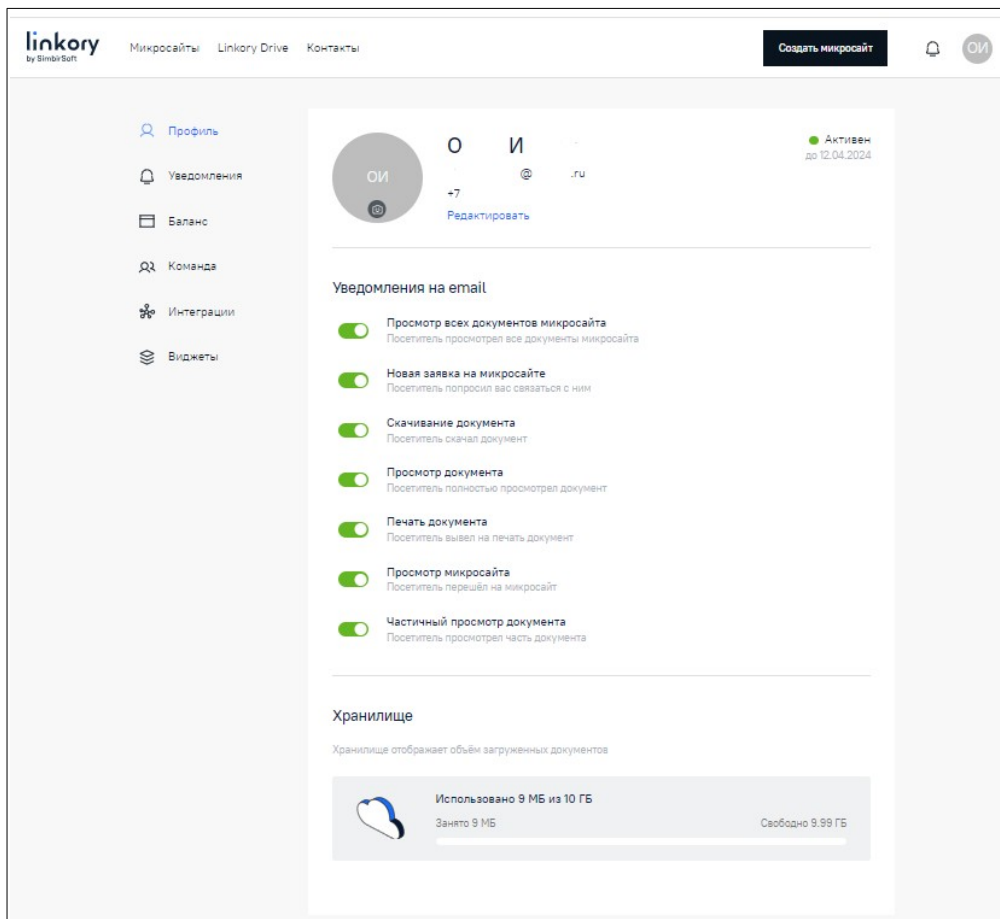 linkory
by SimbirSoft
Микросайты Linkory Drive Контакты
Создать микросайт
ОИ
Профиль
Уведомления
Баланс
Команда
Интеграции
Виджеты
ОИ
О И
@ .ru
+7
Редактировать
Активен
до 12.04.2024
Уведомления на email
Просмотр всех документов микросайта
Посетитель просмотрел все документы микросайта
Новая заявка на микросайте
Посетитель попросил вас связаться с ним
Скачивание документа
Посетитель скачал документ
Просмотр документа
Посетитель полностью просмотрел документ
Печать документа
Посетитель вывел на печать документ
Просмотр микросайта
Посетитель перешёл на микросайт
Частичный просмотр документа
Посетитель просмотрел часть документа
Хранилище
Хранилище отображает объём загруженных документов
Использовано 9 МБ из 10 ГБ
Занято 9 МБ
Свободно 9.99 ГБ